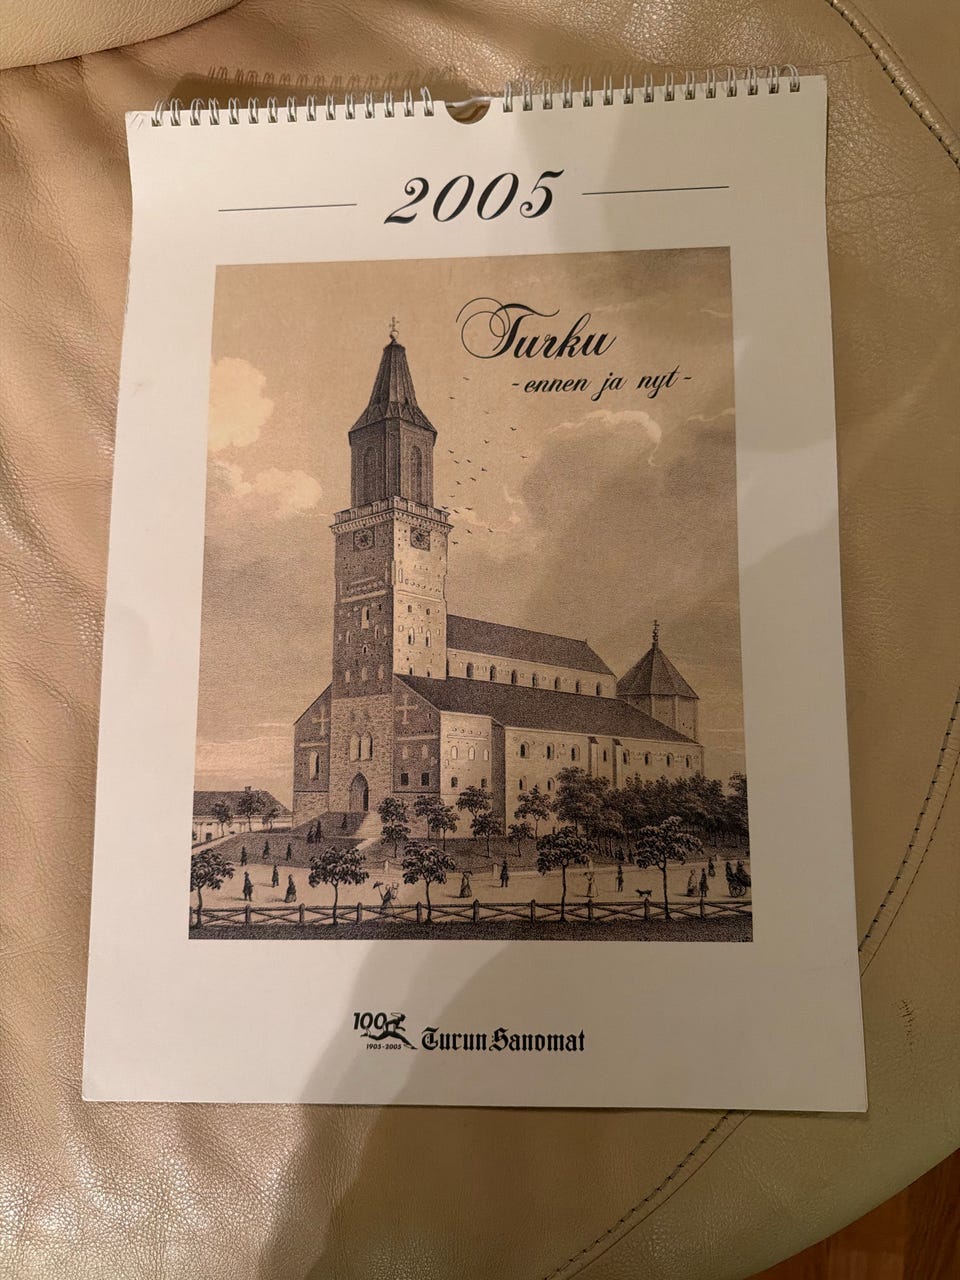 2005
Turku
- ennen ja nyt -
100
1905-2005
Turun Sanomat